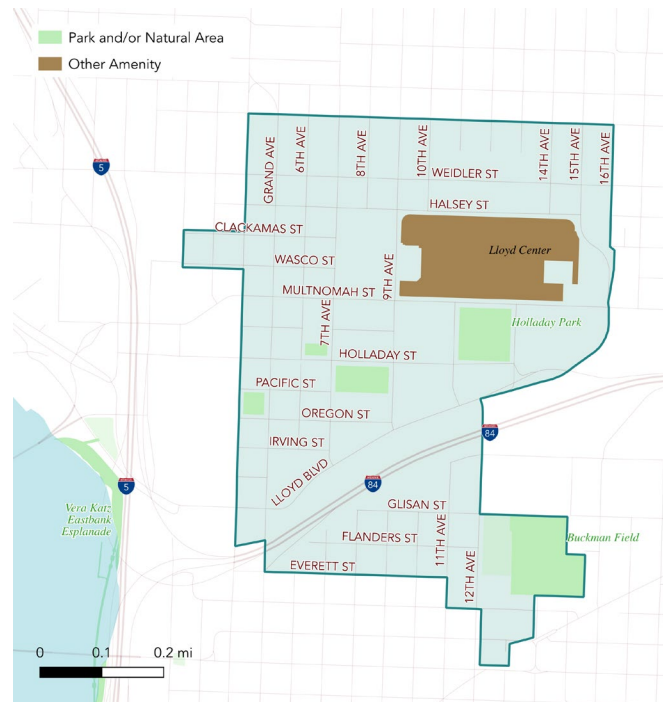 Park and/or Natural Area
Other Amenity
5
GRAND AVE
6TH AVE
8TH AVE
10TH AVE
14TH AVE
15TH AVE
16TH AVE
WEIDLER ST
HALSEY ST
CLACKAMAS ST
Lloyd Center
WASCO ST
9TH AVE
MULTNOMAH ST
7TH AVE
Holladay Park
HOLLADAY ST
PACIFIC ST
OREGON ST
84
IRVING ST
LLOYD BLVD
84
5
Vera Katz
Eastbank
Esplanade
GLISAN ST
11TH AVE
FLANDERS ST
Buckman Field
EVERETT ST
12TH AVE
0 0.1 0.2 mi